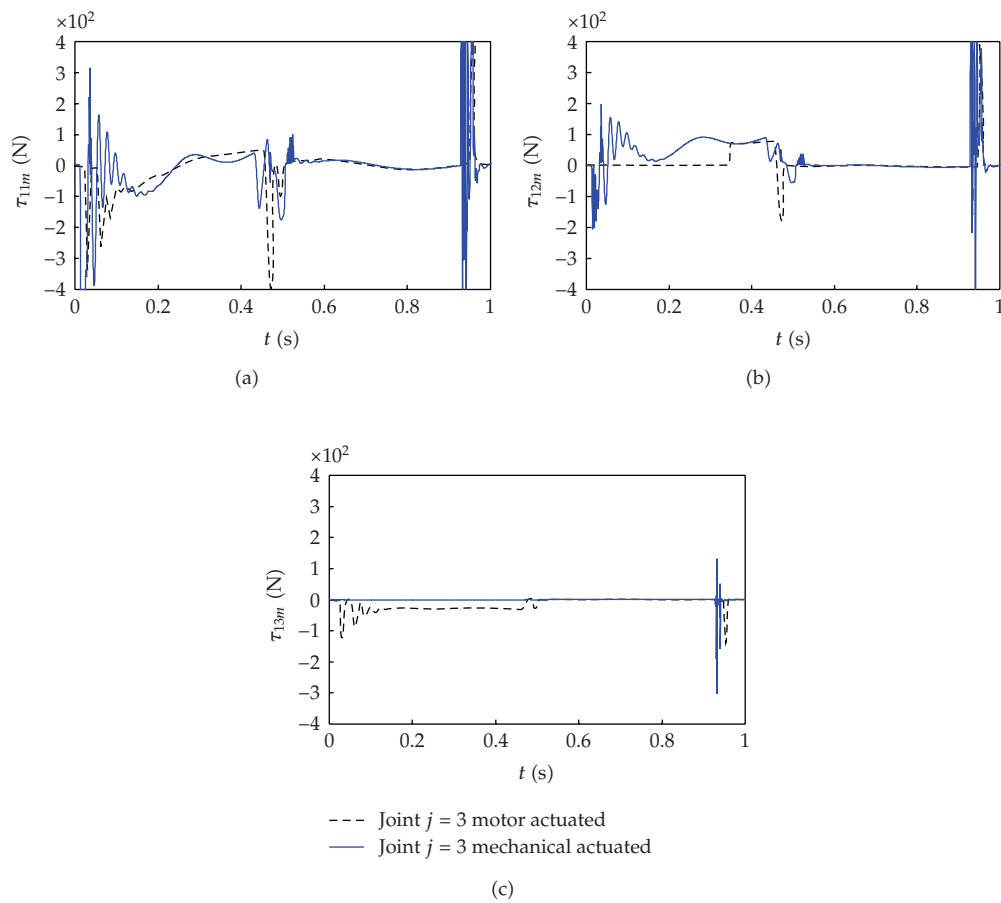 ×10²
4
3
2
1
0
−1
−2
−3
−4
τ₁₁ₘ (N)
0 0.2 0.4 0.6 0.8 1
t (s)
(a)
×10²
4
3
2
1
0
−1
−2
−3
−4
τ₁₂ₘ (N)
0 0.2 0.4 0.6 0.8 1
t (s)
(b)
×10²
4
3
2
1
0
−1
−2
−3
−4
τ₁₃ₘ (N)
0 0.2 0.4 0.6 0.8 1
t (s)
Joint j = 3 motor actuated
Joint j = 3 mechanical actuated
(c)